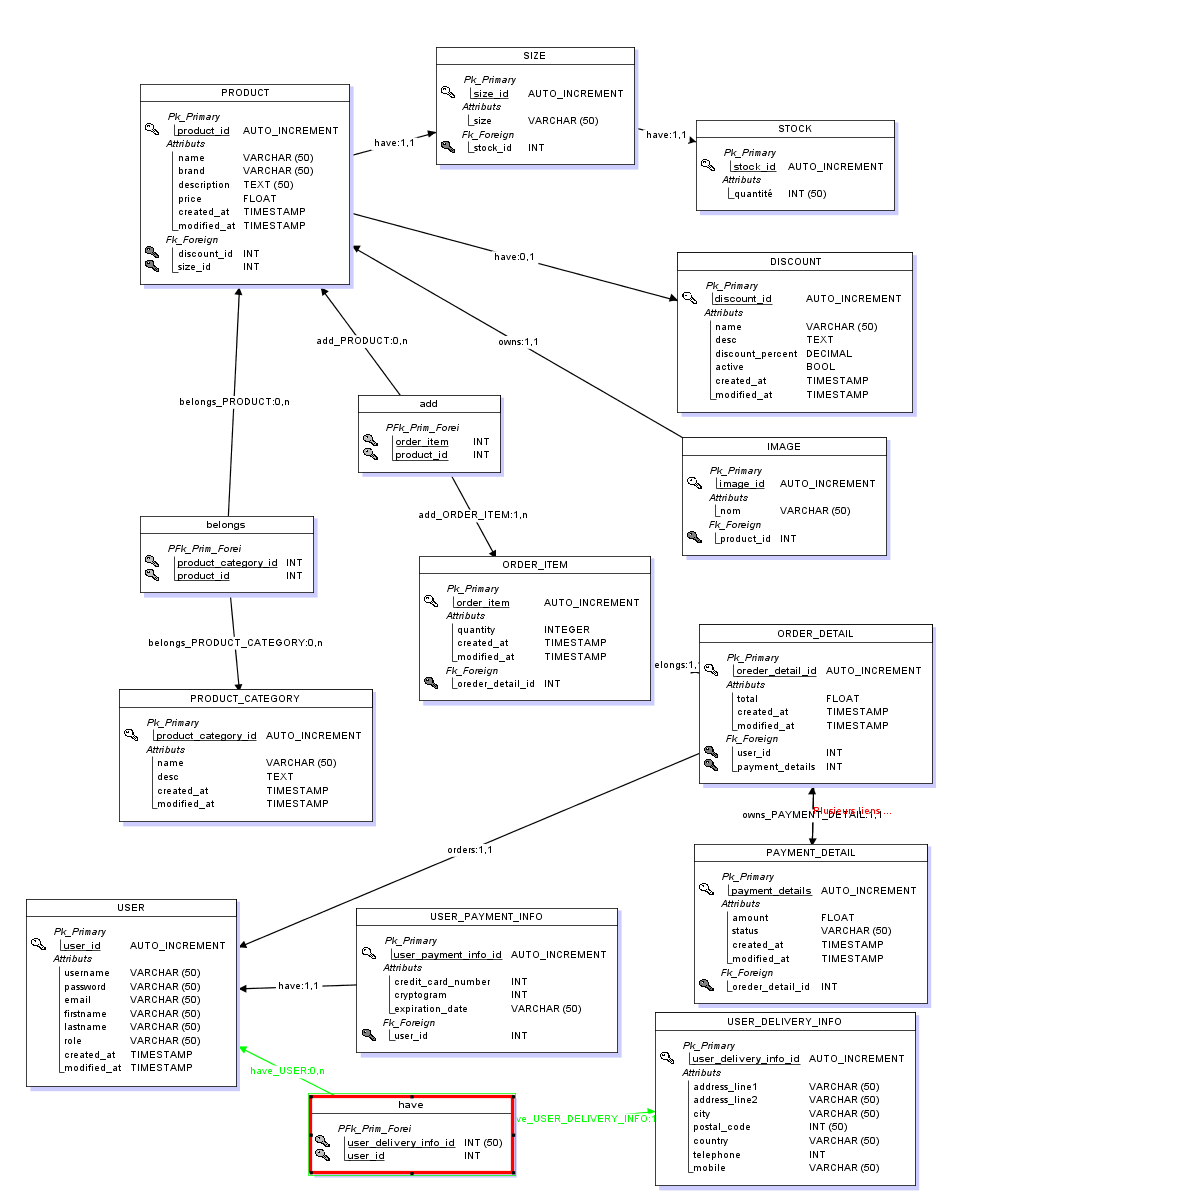 SIZE
Pk_Primary
size_id AUTO_INCREMENT
Attributs
size VARCHAR (50)
Fk_Foreign
stock_id INT
PRODUCT
Pk_Primary
product_id AUTO_INCREMENT
Attributs
name VARCHAR (50)
brand VARCHAR (50)
description TEXT (50)
price FLOAT
created_at TIMESTAMP
modified_at TIMESTAMP
Fk_Foreign
discount_id INT
size_id INT
have:1,1
have:1,1
STOCK
Pk_Primary
stock_id AUTO_INCREMENT
Attributs
quantité INT (50)
have:0,1
DISCOUNT
Pk_Primary
discount_id AUTO_INCREMENT
Attributs
name VARCHAR (50)
desc TEXT
discount_percent DECIMAL
active BOOL
created_at TIMESTAMP
modified_at TIMESTAMP
add_PRODUCT:0,n
owns:1,1
belongs_PRODUCT:0,n
add
PFk_Prim_Forei
order_item INT
product_id INT
IMAGE
Pk_Primary
image_id AUTO_INCREMENT
Attributs
nom VARCHAR (50)
Fk_Foreign
product_id INT
add_ORDER_ITEM:1,n
belongs
PFk_Prim_Forei
product_category_id INT
product_id INT
ORDER_ITEM
Pk_Primary
order_item AUTO_INCREMENT
Attributs
quantity INTEGER
created_at TIMESTAMP
modified_at TIMESTAMP
Fk_Foreign
oreder_detail_id INT
belongs_PRODUCT_CATEGORY:0,n
elongs:1,
ORDER_DETAIL
Pk_Primary
oreder_detail_id AUTO_INCREMENT
Attributs
total FLOAT
created_at TIMESTAMP
modified_at TIMESTAMP
Fk_Foreign
user_id INT
payment_details INT
PRODUCT_CATEGORY
Pk_Primary
product_category_id AUTO_INCREMENT
Attributs
name VARCHAR (50)
desc TEXT
created_at TIMESTAMP
modified_at TIMESTAMP
Plusieurs liens ...
owns_PAYMENT_DETAIL:1,1
orders:1,1
PAYMENT_DETAIL
Pk_Primary
payment_details AUTO_INCREMENT
Attributs
amount FLOAT
status VARCHAR (50)
created_at TIMESTAMP
modified_at TIMESTAMP
Fk_Foreign
oreder_detail_id INT
USER
Pk_Primary
user_id AUTO_INCREMENT
Attributs
username VARCHAR (50)
password VARCHAR (50)
email VARCHAR (50)
firstname VARCHAR (50)
lastname VARCHAR (50)
role VARCHAR (50)
created_at TIMESTAMP
modified_at TIMESTAMP
USER_PAYMENT_INFO
Pk_Primary
user_payment_info_id AUTO_INCREMENT
Attributs
credit_card_number INT
cryptogram INT
expiration_date VARCHAR (50)
Fk_Foreign
user_id INT
have:1,1
have_USER:0,n
USER_DELIVERY_INFO
Pk_Primary
user_delivery_info_id AUTO_INCREMENT
Attributs
address_line1 VARCHAR (50)
address_line2 VARCHAR (50)
city VARCHAR (50)
postal_code INT (50)
country VARCHAR (50)
telephone INT
mobile VARCHAR (50)
have
PFk_Prim_Forei
user_delivery_info_id INT (50)
user_id INT
ve_USER_DELIVERY_INFO:1